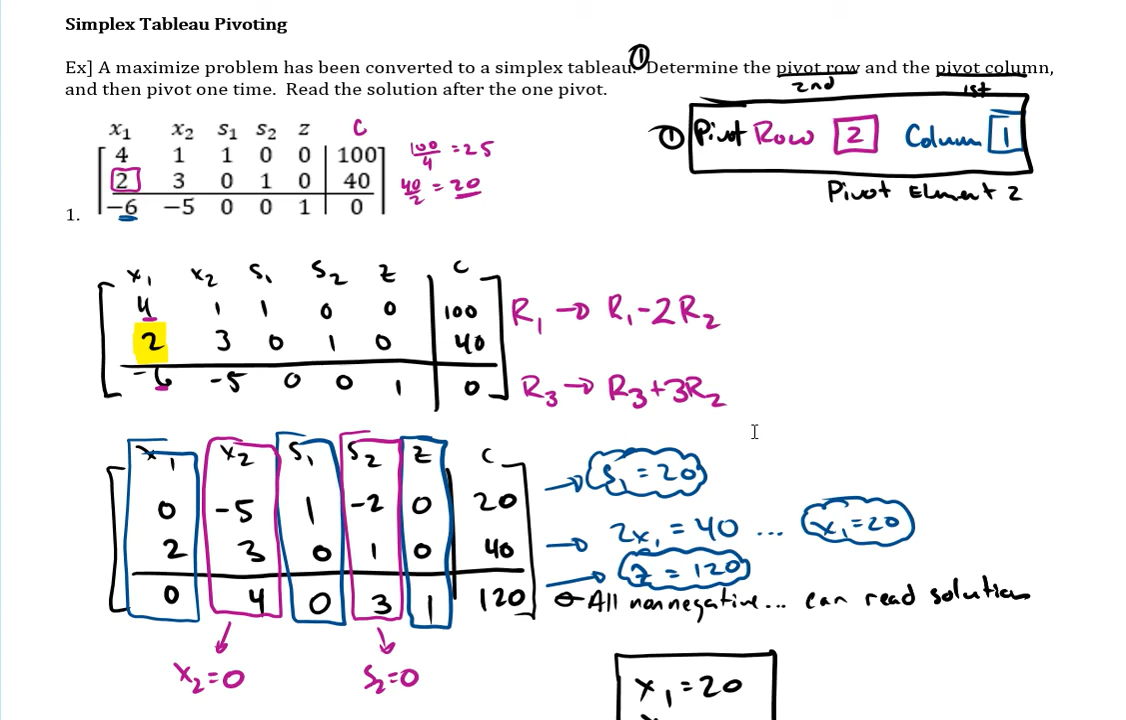 Simplex Tableau Pivoting
Ex] A maximize problem has been converted to a simplex tableau. ① Determine the pivot row and the pivot column,
2nd 1st
and then pivot one time. Read the solution after the one pivot.
① Pivot Row 2 Column 1
Pivot Element 2
x₁ x₂ s₁ s₂ z C
4 1 1 0 0 100 100/4 = 25
2 3 0 1 0 40 40/2 = 20
1. −6 −5 0 0 1 0
x₁ x₂ s₁ s₂ z C
4 1 1 0 0 100 R₁ → R₁-2R₂
2 3 0 1 0 40
-6 -5 0 0 1 0 R₃ → R₃+3R₂
x₁ x₂ s₁ s₂ z C
0 -5 1 -2 0 20 → s₁ = 20
2 3 0 1 0 40 → 2x₁ = 40 ... x₁ = 20
→ z = 120
0 4 0 3 1 120 ← All nonnegative... can read solution
x₂=0 s₂=0
x₁ = 20